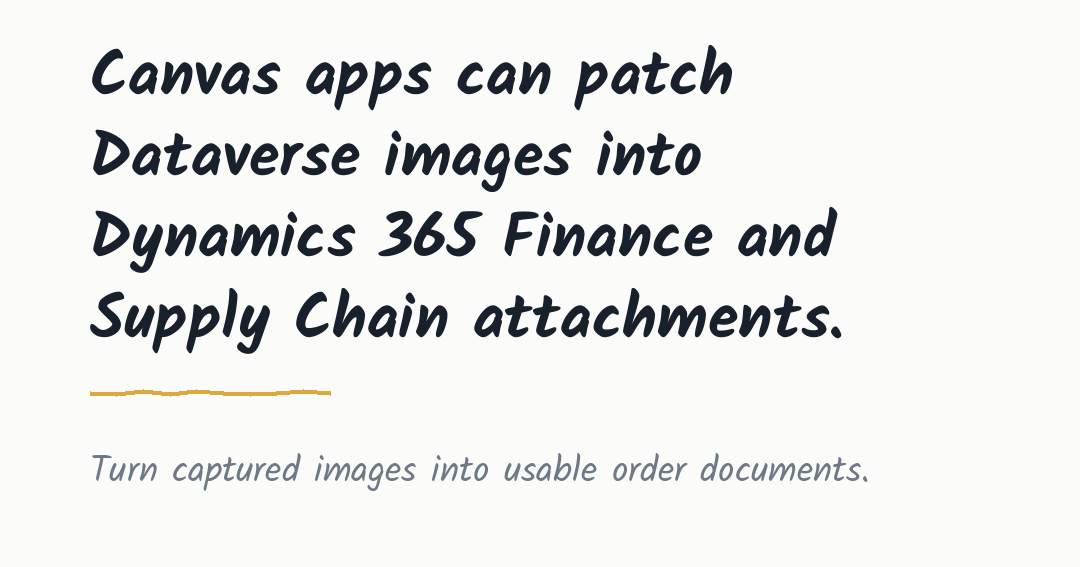 Canvas apps can patch
Dataverse images into
Dynamics 365 Finance and
Supply Chain attachments.
Turn captured images into usable order documents.